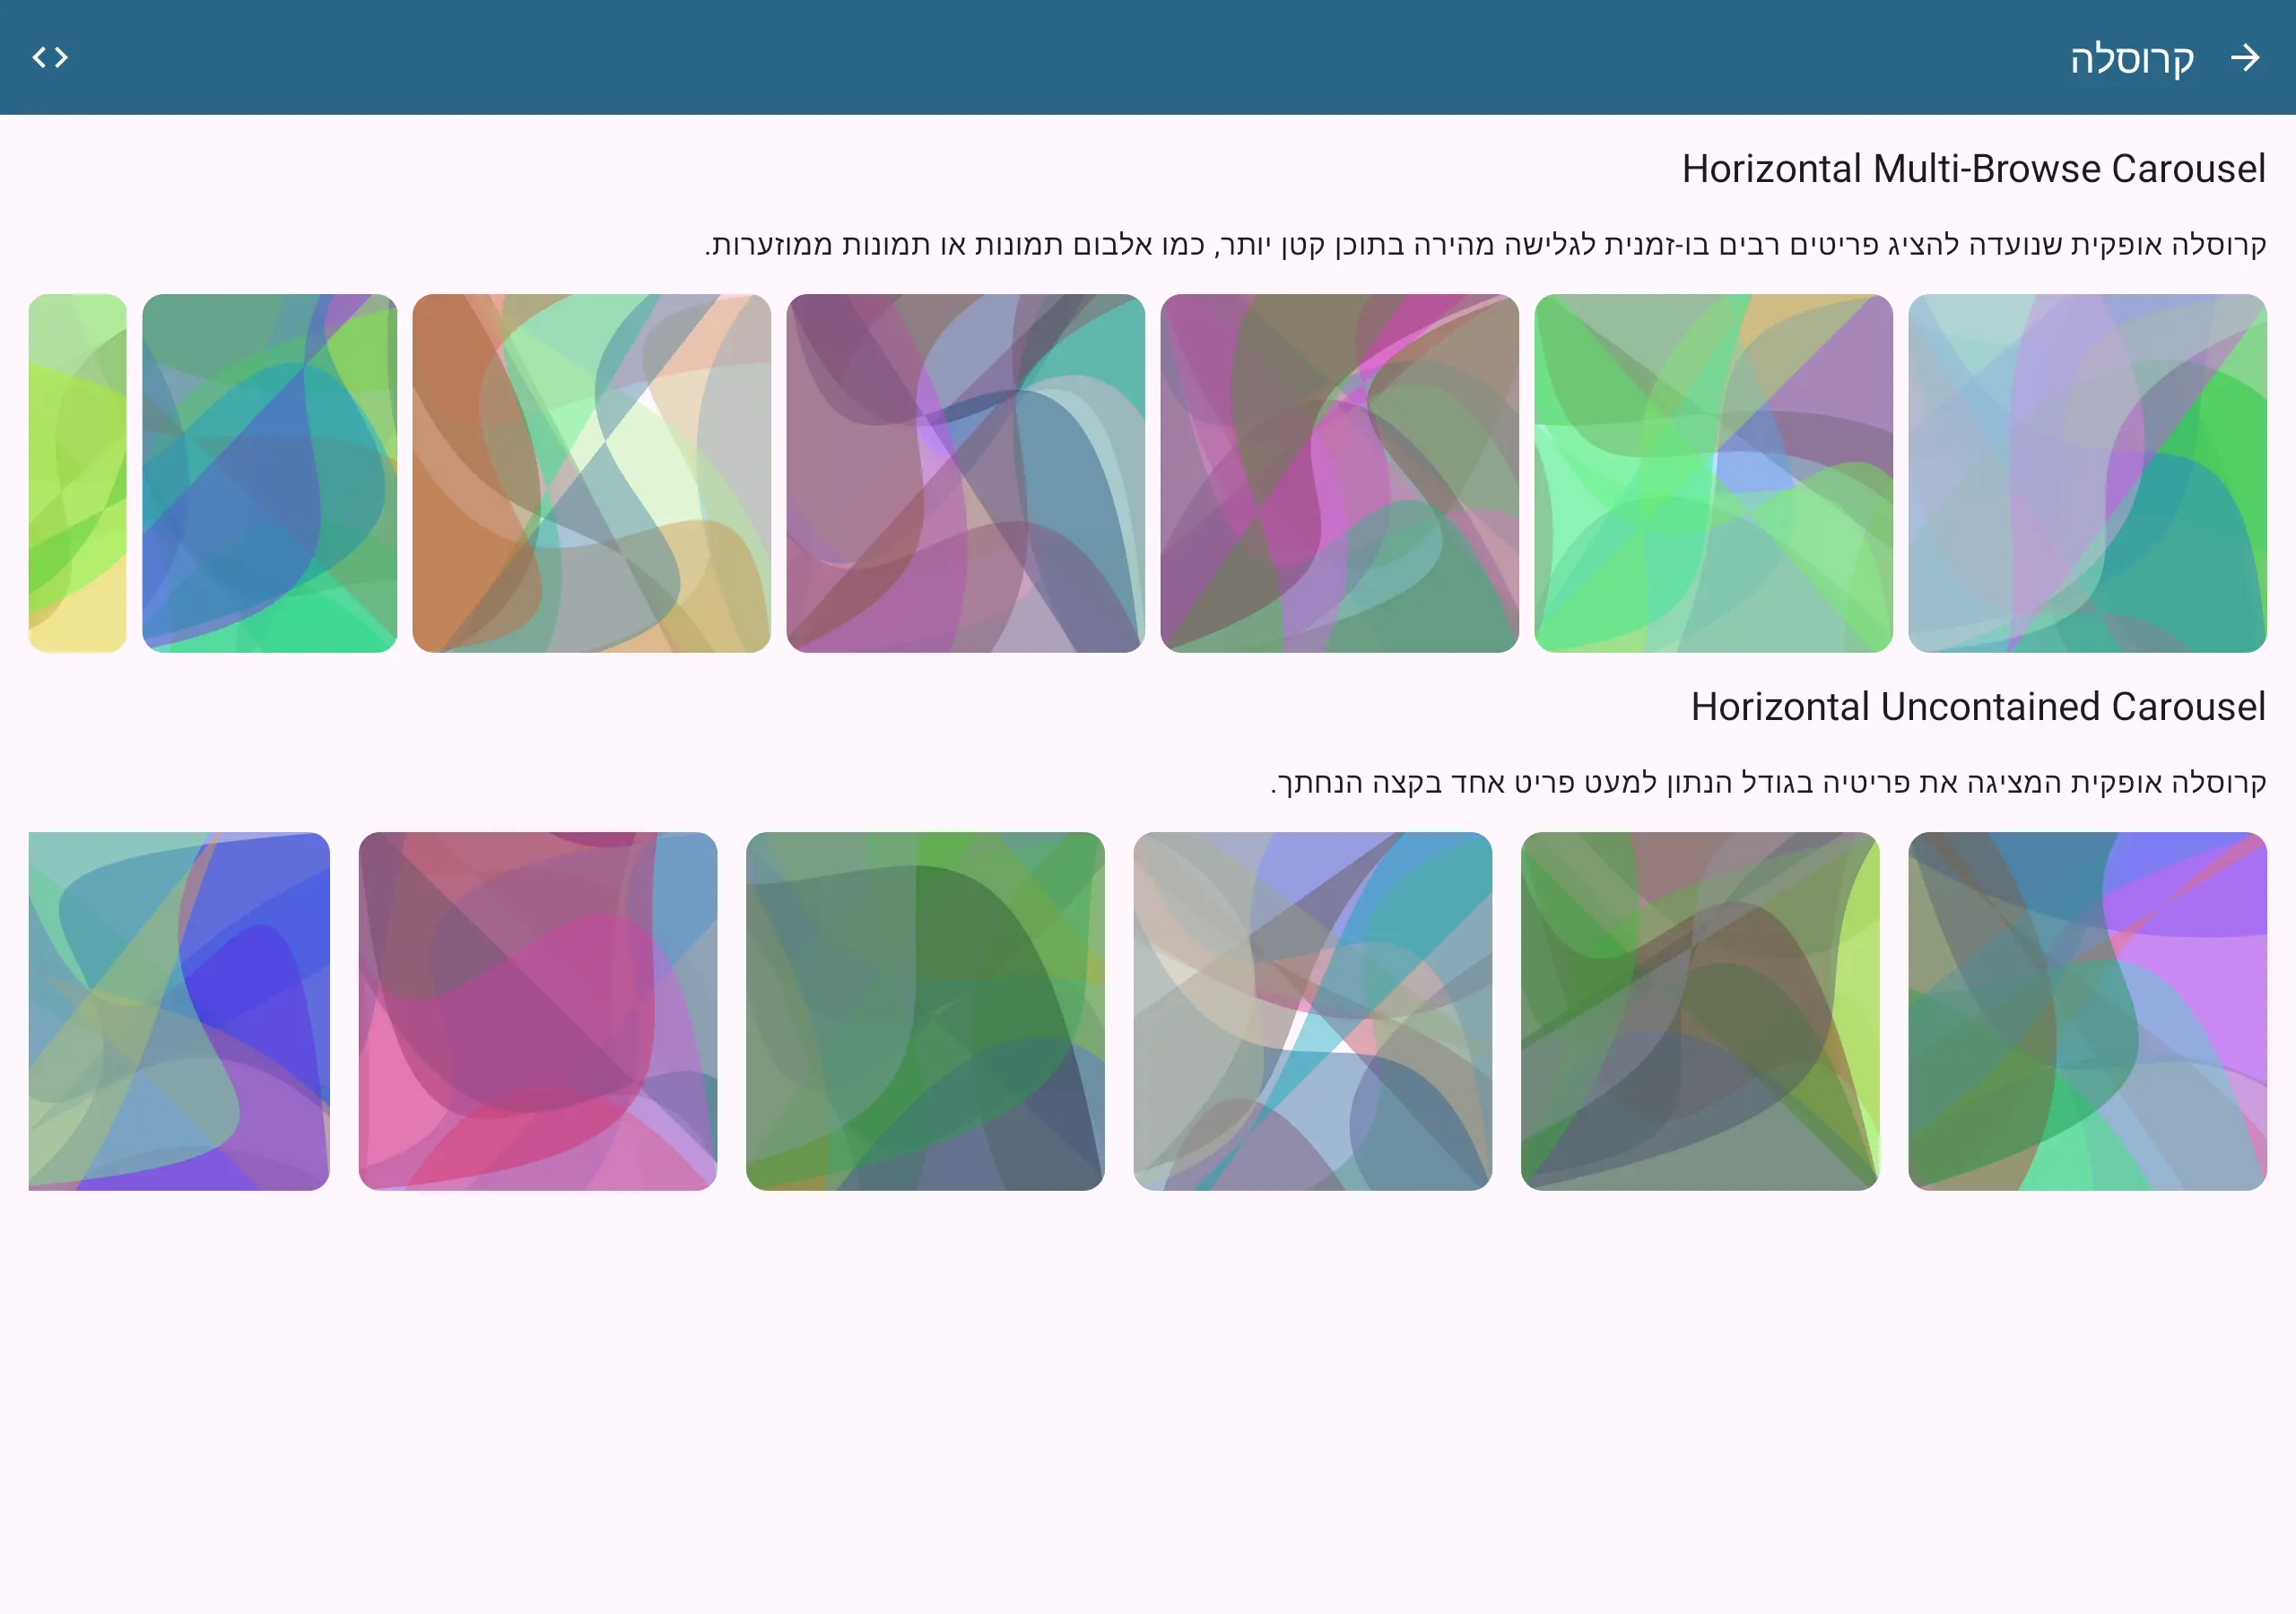 קרוסלה
Horizontal Multi-Browse Carousel
קרוסלה אופקית שנועדה להציג פריטים רבים בו-זמנית לגלישה מהירה בתוכן קטן יותר, כמו אלבום תמונות או תמונות ממוזערות.
Horizontal Uncontained Carousel
קרוסלה אופקית המציגה את פריטיה בגודל הנתון למעט פריט אחד בקצה הנחתך.